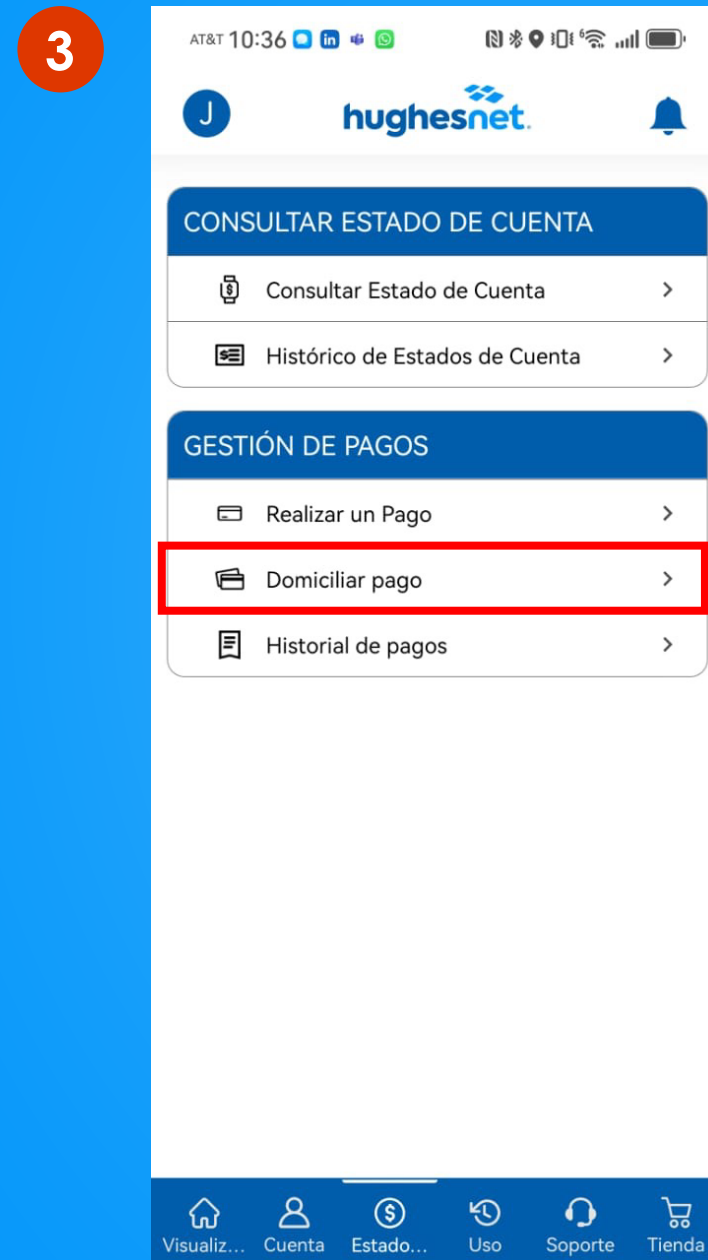 3
AT&T 10:36
J
hughesnet.
CONSULTAR ESTADO DE CUENTA
Consultar Estado de Cuenta
Histórico de Estados de Cuenta
GESTIÓN DE PAGOS
Realizar un Pago
Domiciliar pago
Historial de pagos
Visualiz... Cuenta Estado... Uso Soporte Tienda